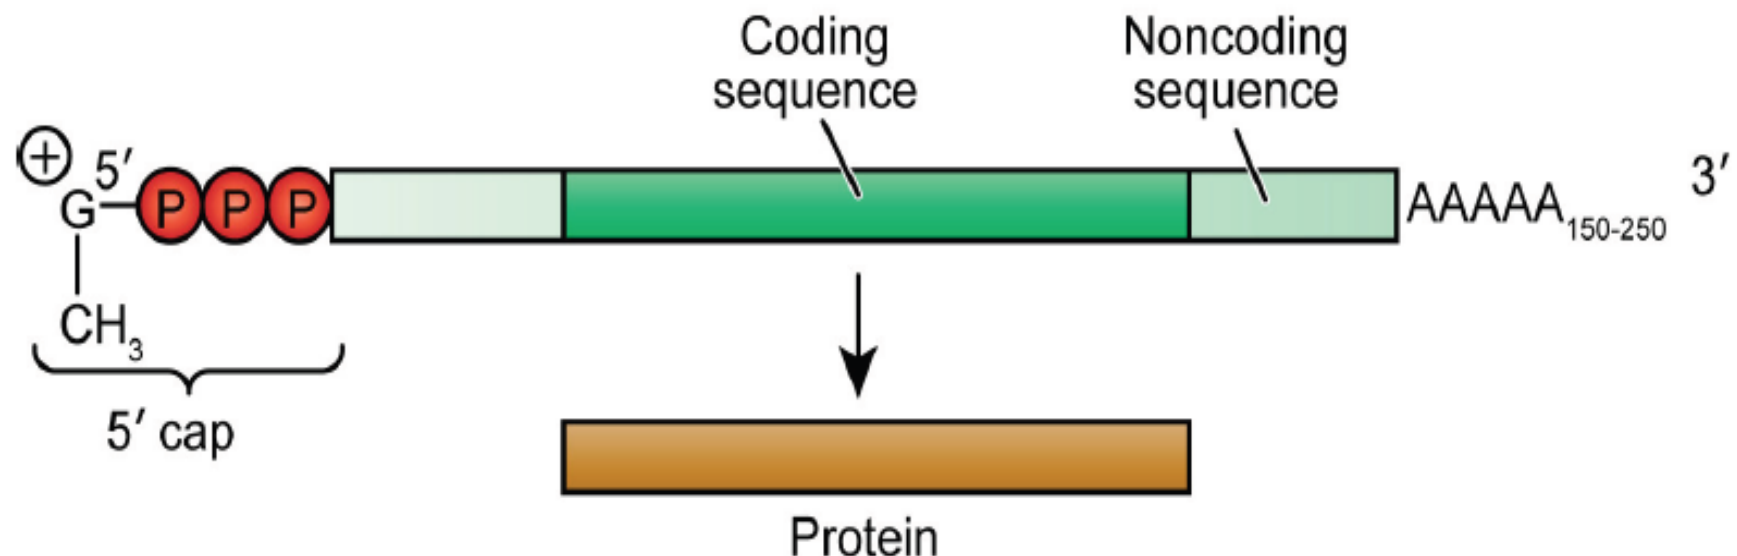 Coding
sequence
Noncoding
sequence
+
5′
G
P P P
AAAAA150-250
3′
CH3
5′ cap
Protein